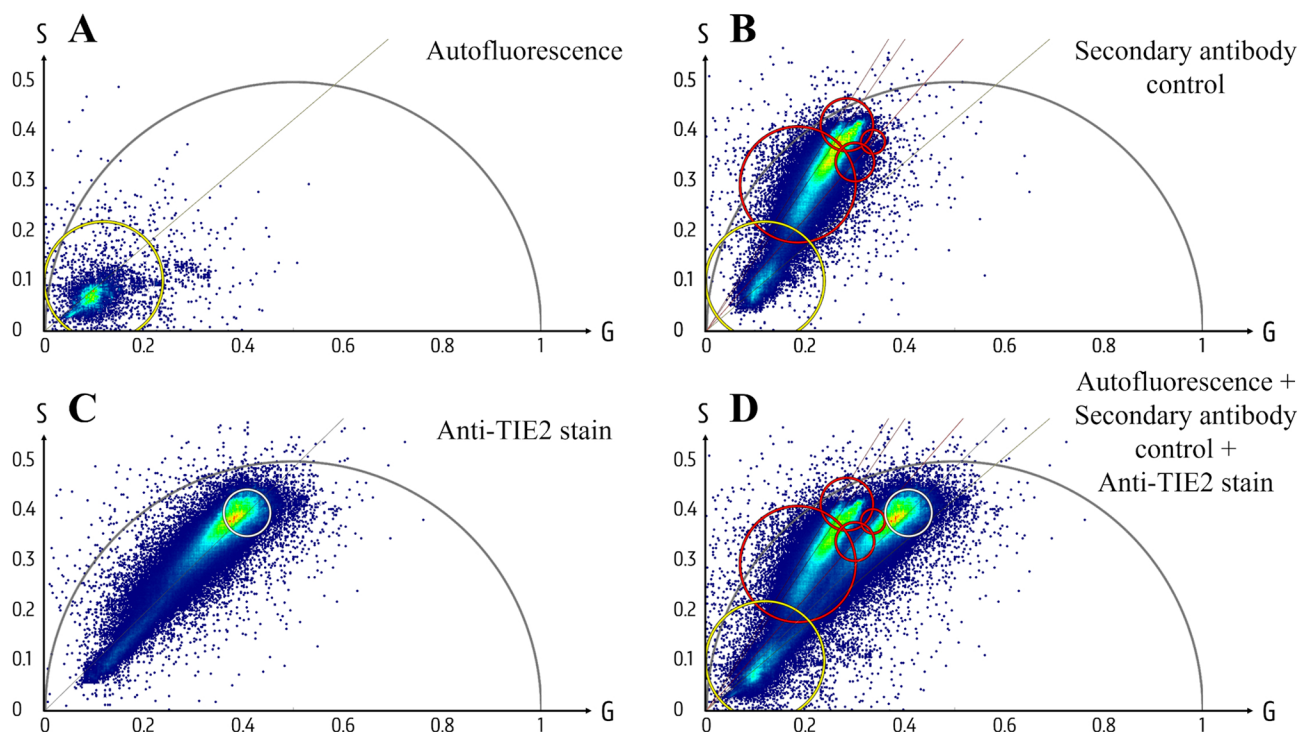 S A Autofluorescence
0.5
0.4
0.3
0.2
0.1
0
0 0.2 0.4 0.6 0.8 1 G
S B Secondary antibody
control
0.5
0.4
0.3
0.2
0.1
0
0 0.2 0.4 0.6 0.8 1 G
S C Anti-TIE2 stain
0.5
0.4
0.3
0.2
0.1
0
0 0.2 0.4 0.6 0.8 1 G
S D Autofluorescence +
Secondary antibody
control +
Anti-TIE2 stain
0.5
0.4
0.3
0.2
0.1
0
0 0.2 0.4 0.6 0.8 1 G